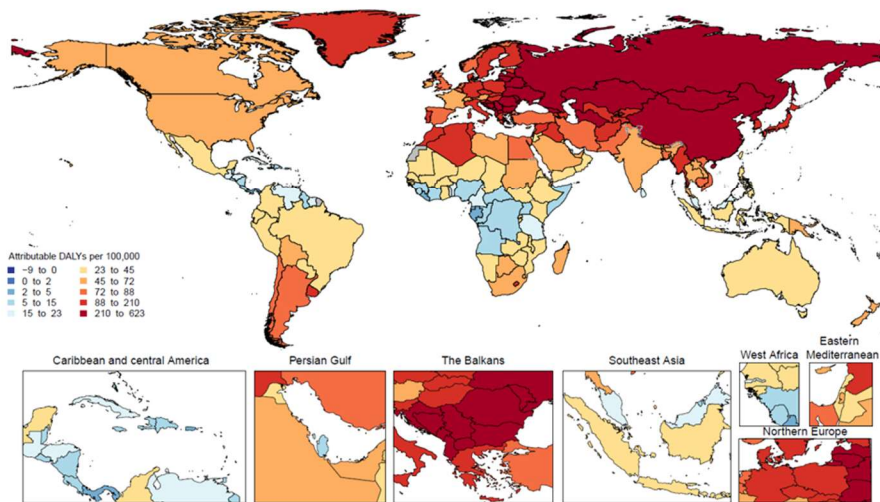 Attributable DALYs per 100,000
−9 to 0
0 to 2
2 to 5
5 to 15
15 to 23
23 to 45
45 to 72
72 to 88
88 to 210
210 to 623
Caribbean and central America
Persian Gulf
The Balkans
Southeast Asia
West Africa
Eastern
Mediterranean
Northern Europe